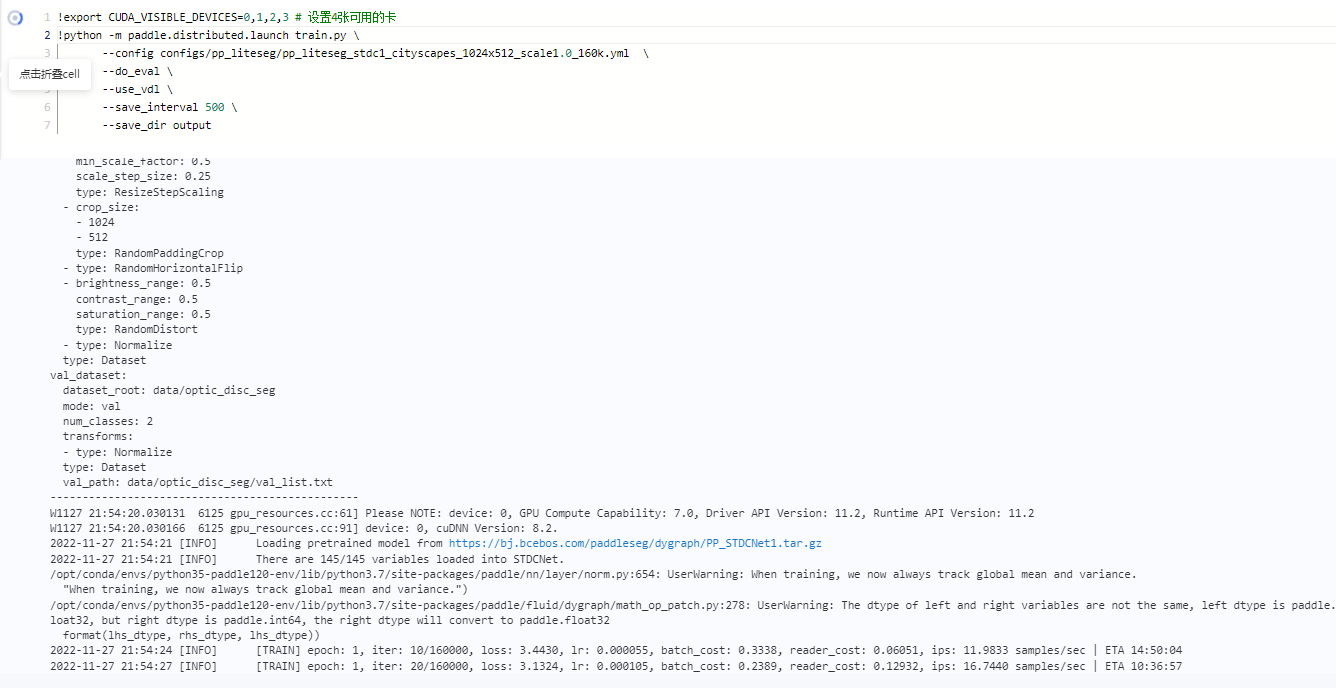 1 !export CUDA_VISIBLE_DEVICES=0,1,2,3 # 设置4张可用的卡
2 !python -m paddle.distributed.launch train.py \
3 --config configs/pp_liteseg/pp_liteseg_stdc1_cityscapes_1024x512_scale1.0_160k.yml \
点击折叠cell
--do_eval \
5 --use_vdl \
6 --save_interval 500 \
7 --save_dir output
min_scale_factor: 0.5
scale_step_size: 0.25
type: ResizeStepScaling
- crop_size:
- 1024
- 512
type: RandomPaddingCrop
- type: RandomHorizontalFlip
- brightness_range: 0.5
contrast_range: 0.5
saturation_range: 0.5
type: RandomDistort
- type: Normalize
type: Dataset
val_dataset:
dataset_root: data/optic_disc_seg
mode: val
num_classes: 2
transforms:
- type: Normalize
type: Dataset
val_path: data/optic_disc_seg/val_list.txt
------------------------------------------------
W1127 21:54:20.030131 6125 gpu_resources.cc:61] Please NOTE: device: 0, GPU Compute Capability: 7.0, Driver API Version: 11.2, Runtime API Version: 11.2
W1127 21:54:20.030166 6125 gpu_resources.cc:91] device: 0, cuDNN Version: 8.2.
2022-11-27 21:54:21 [INFO] Loading pretrained model from https://bj.bcebos.com/paddleseg/dygraph/PP_STDCNet1.tar.gz
2022-11-27 21:54:21 [INFO] There are 145/145 variables loaded into STDCNet.
/opt/conda/envs/python35-paddle120-env/lib/python3.7/site-packages/paddle/nn/layer/norm.py:654: UserWarning: When training, we now always track global mean and variance.
"When training, we now always track global mean and variance.")
/opt/conda/envs/python35-paddle120-env/lib/python3.7/site-packages/paddle/fluid/dygraph/math_op_patch.py:278: UserWarning: The dtype of left and right variables are not the same, left dtype is paddle.
loat32, but right dtype is paddle.int64, the right dtype will convert to paddle.float32
format(lhs_dtype, rhs_dtype, lhs_dtype))
2022-11-27 21:54:24 [INFO] [TRAIN] epoch: 1, iter: 10/160000, loss: 3.4430, lr: 0.000055, batch_cost: 0.3338, reader_cost: 0.06051, ips: 11.9833 samples/sec | ETA 14:50:04
2022-11-27 21:54:27 [INFO] [TRAIN] epoch: 1, iter: 20/160000, loss: 3.1324, lr: 0.000105, batch_cost: 0.2389, reader_cost: 0.12932, ips: 16.7440 samples/sec | ETA 10:36:57